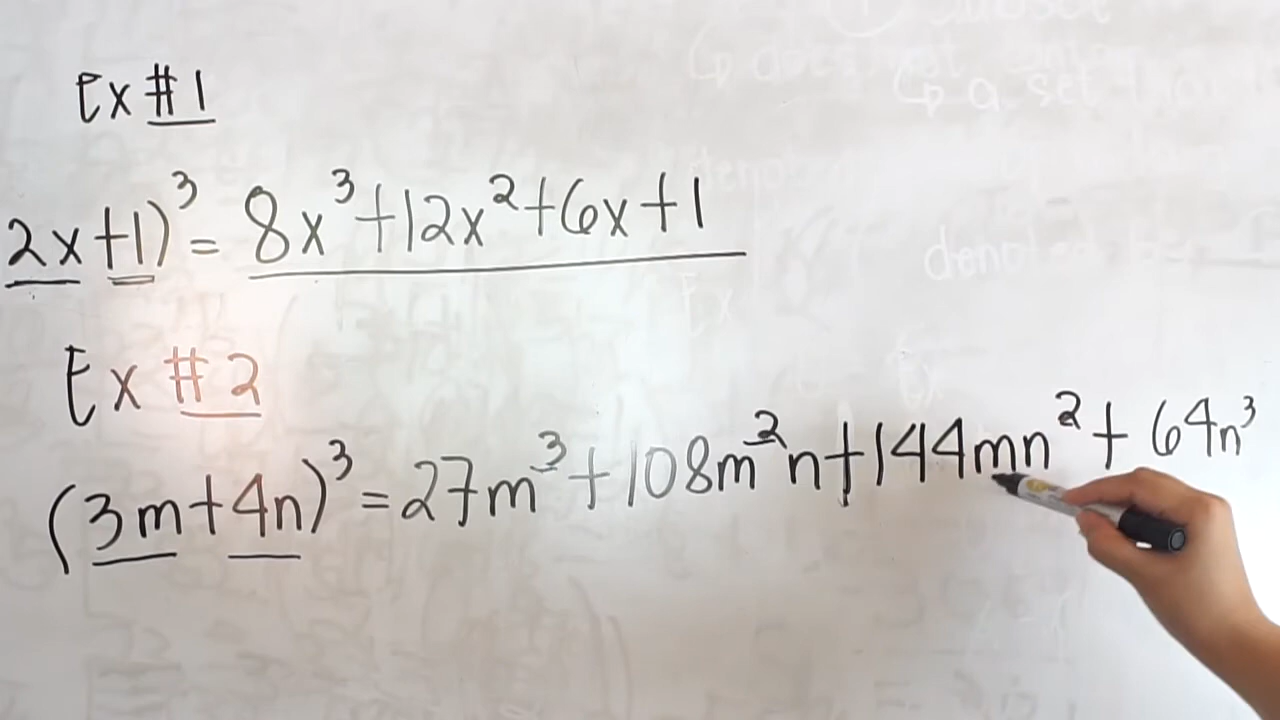 Ex #1
2x+1)³ = 8x³+12x²+6x+1
Ex #2
(3m+4n)³ = 27m³+108m²n+144mn²+64n³